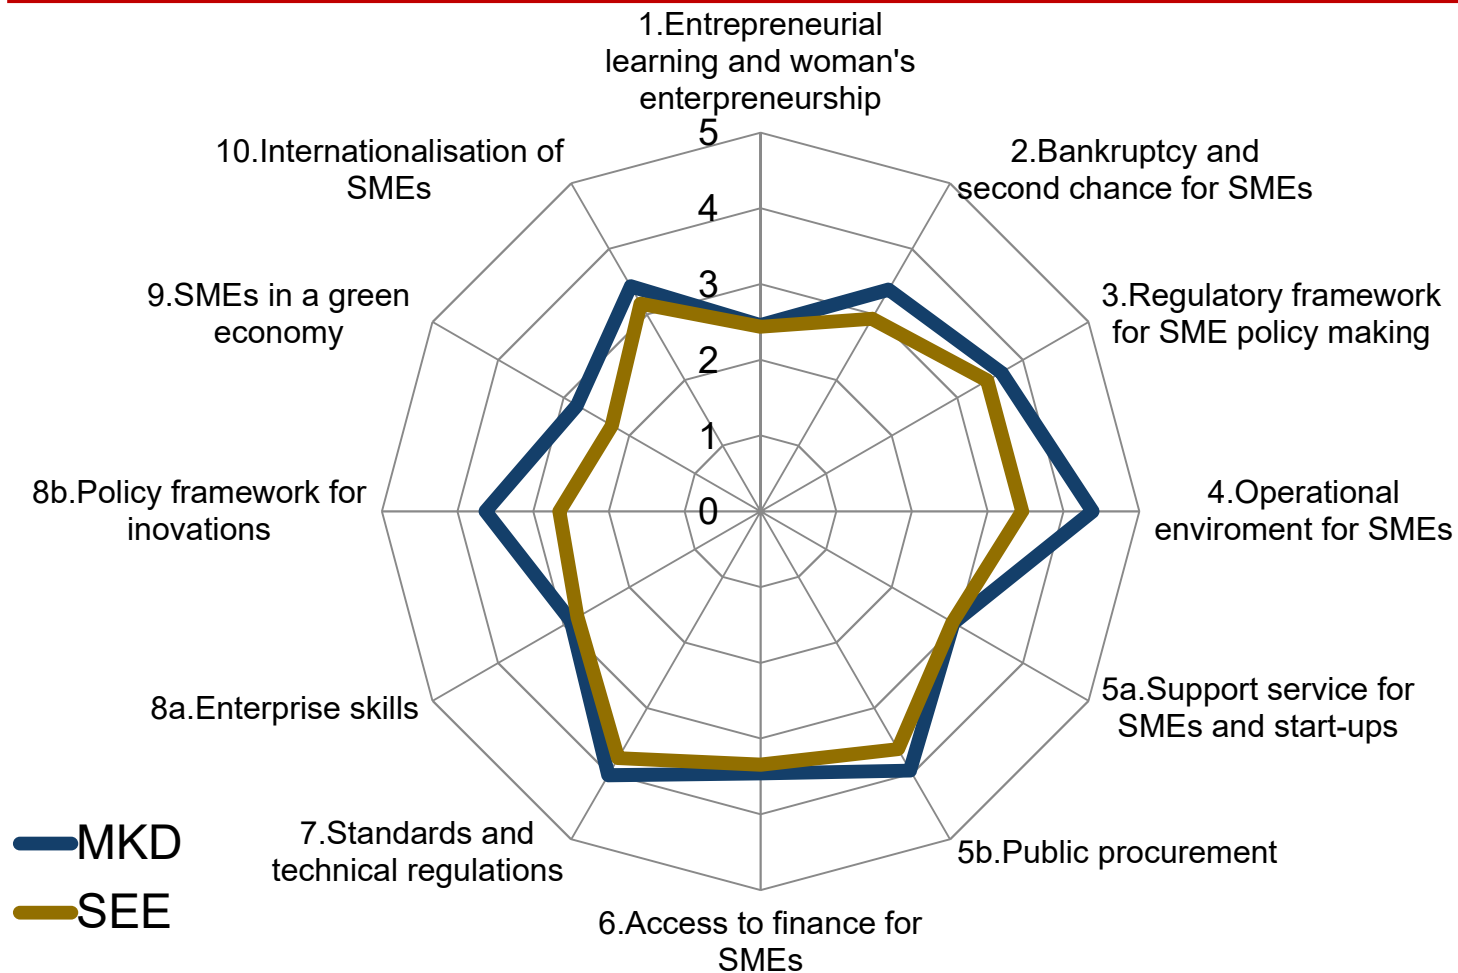 1.Entrepreneurial
learning and woman's
enterpreneurship
2.Bankruptcy and
second chance for SMEs
3.Regulatory framework
for SME policy making
4.Operational
enviroment for SMEs
5a.Support service for
SMEs and start-ups
5b.Public procurement
6.Access to finance for
SMEs
7.Standards and
technical regulations
8a.Enterprise skills
8b.Policy framework for
inovations
9.SMEs in a green
economy
10.Internationalisation of
SMEs
5
4
3
2
1
0
MKD
SEE